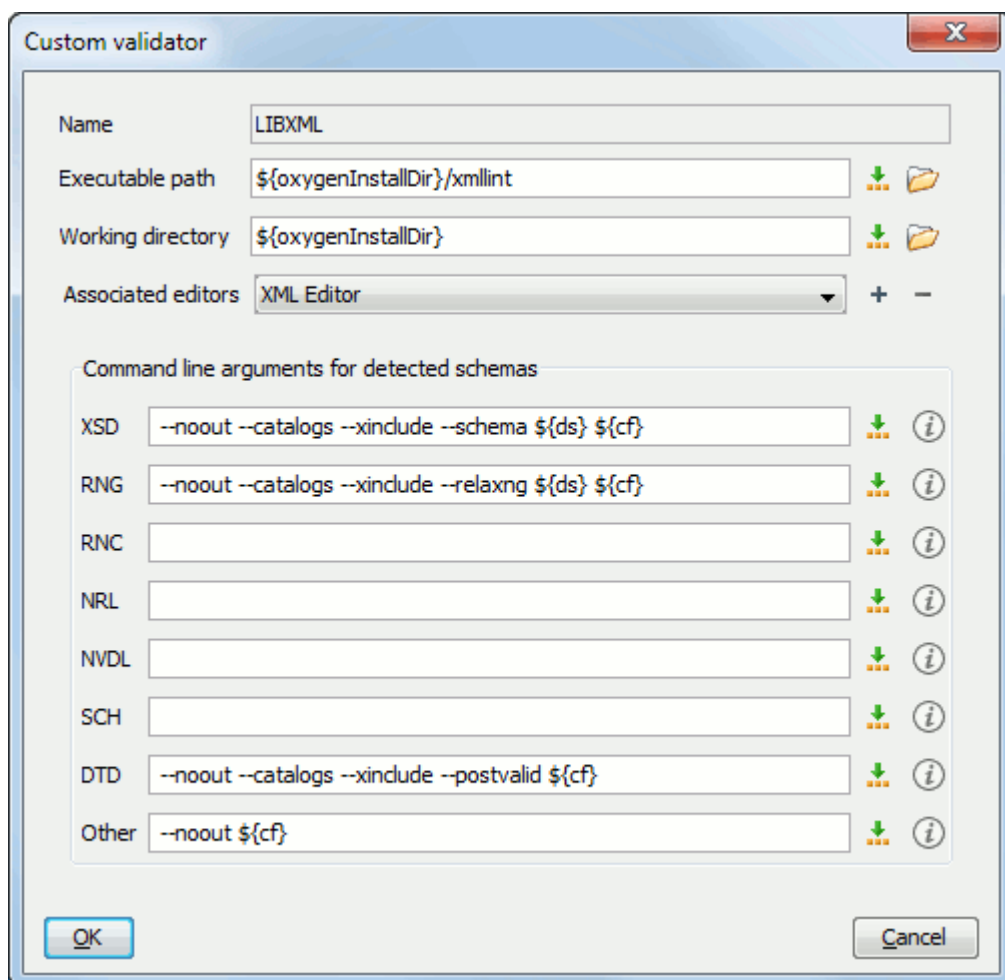 Custom validator
Name LIBXML
Executable path ${oxygenInstallDir}/xmllint
Working directory ${oxygenInstallDir}
Associated editors XML Editor
Command line arguments for detected schemas
XSD --noout --catalogs --xinclude --schema ${ds} ${cf}
RNG --noout --catalogs --xinclude --relaxng ${ds} ${cf}
RNC
NRL
NVDL
SCH
DTD --noout --catalogs --xinclude --postvalid ${cf}
Other --noout ${cf}
OK Cancel